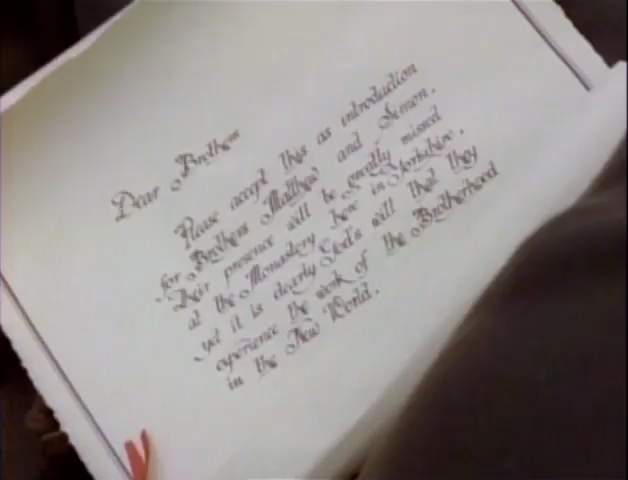 Dear Brothers
Please accept this as introduction
for Brothers Matthew and Simon.
Their presence will be greatly missed
at the Monastery here in Yorkshire,
yet it is clearly God's will that they
experience the work of the Brotherhood
in the New World.